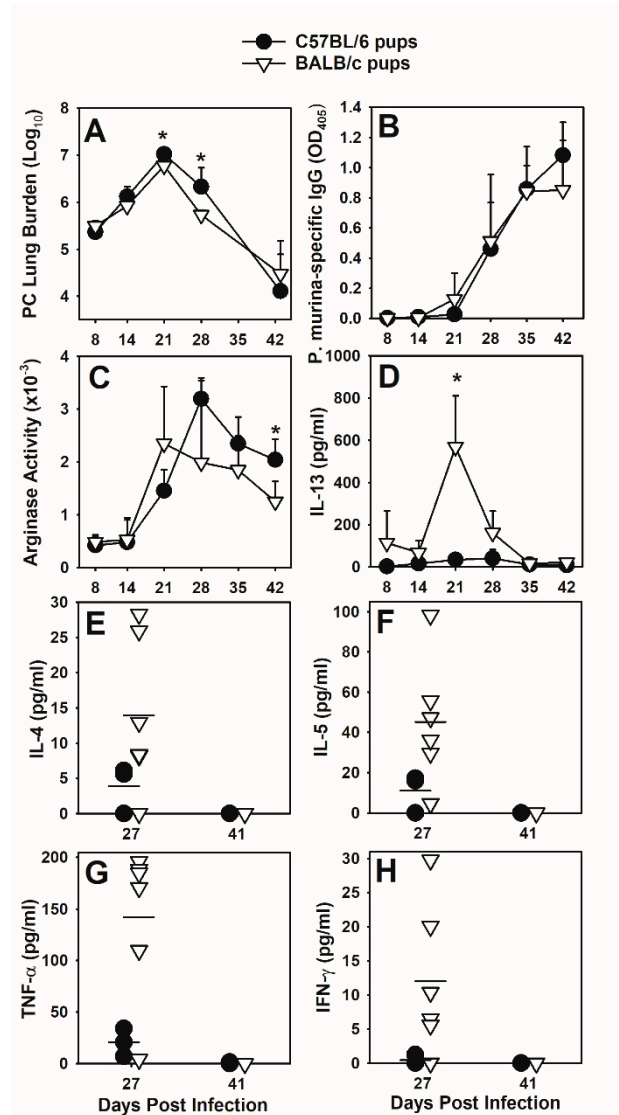 C57BL/6 pups
BALB/c pups
A
PC Lung Burden (Log10)
8
7
6
5
4
*
*
8 14 21 28 35 42
B
P. murina-specific IgG (OD405)
1.4
1.2
1.0
0.8
0.6
0.4
0.2
0.0
8 14 21 28 35 42
C
Arginase Activity (x10-3)
4
3
2
1
0
*
8 14 21 28 35 42
D
IL-13 (pg/ml)
1000
800
600
400
200
0
*
8 14 21 28 35 42
E
IL-4 (pg/ml)
30
25
20
15
10
5
0
27 41
F
IL-5 (pg/ml)
100
80
60
40
20
0
27 41
G
TNF-α (pg/ml)
200
150
100
50
0
27 41
Days Post Infection
H
IFN-γ (pg/ml)
30
25
20
15
10
5
0
27 41
Days Post Infection